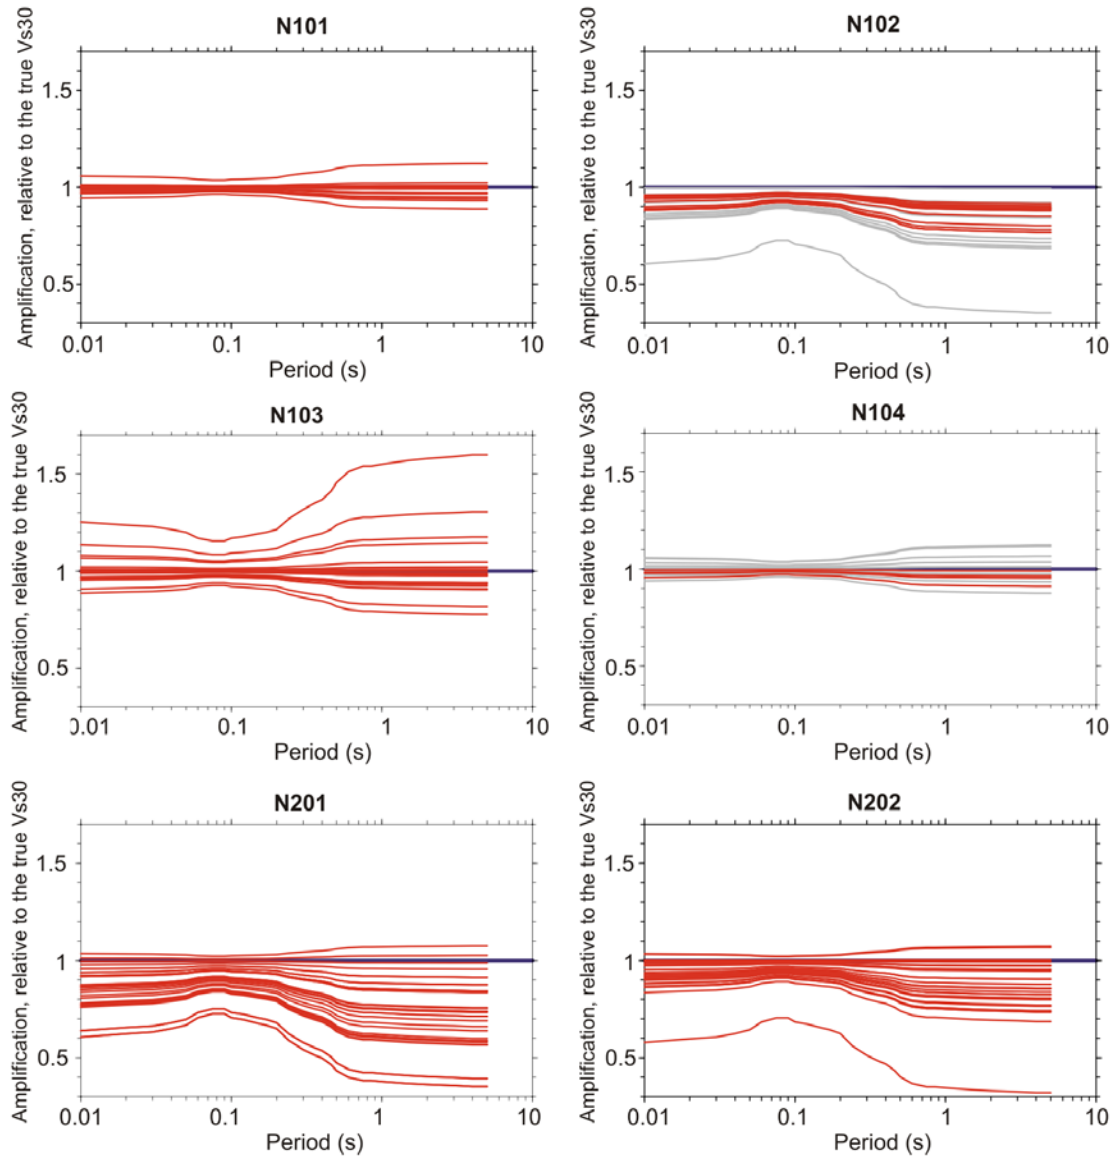 N101
Amplification, relative to the true Vs30
1.5
1
0.5
0.01
0.1
1
10
Period (s)
N102
Amplification, relative to the true Vs30
1.5
1
0.5
0.01
0.1
1
10
Period (s)
N103
Amplification, relative to the true Vs30
1.5
1
0.5
0.01
0.1
1
10
Period (s)
N104
Amplification, relative to the true Vs30
1.5
1
0.5
0.01
0.1
1
10
Period (s)
N201
Amplification, relative to the true Vs30
1.5
1
0.5
0.01
0.1
1
10
Period (s)
N202
Amplification, relative to the true Vs30
1.5
1
0.5
0.01
0.1
1
10
Period (s)